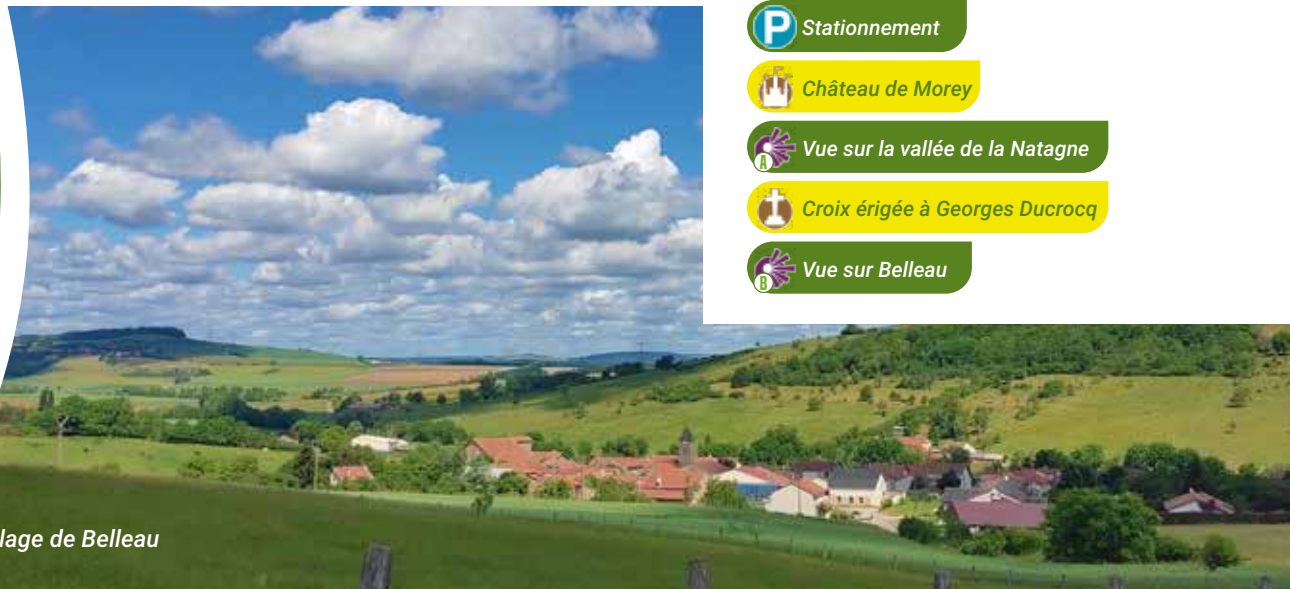 P Stationnement
Château de Morey
A Vue sur la vallée de la Natagne
Croix érigée à Georges Ducrocq
B Vue sur Belleau
lage de Belleau